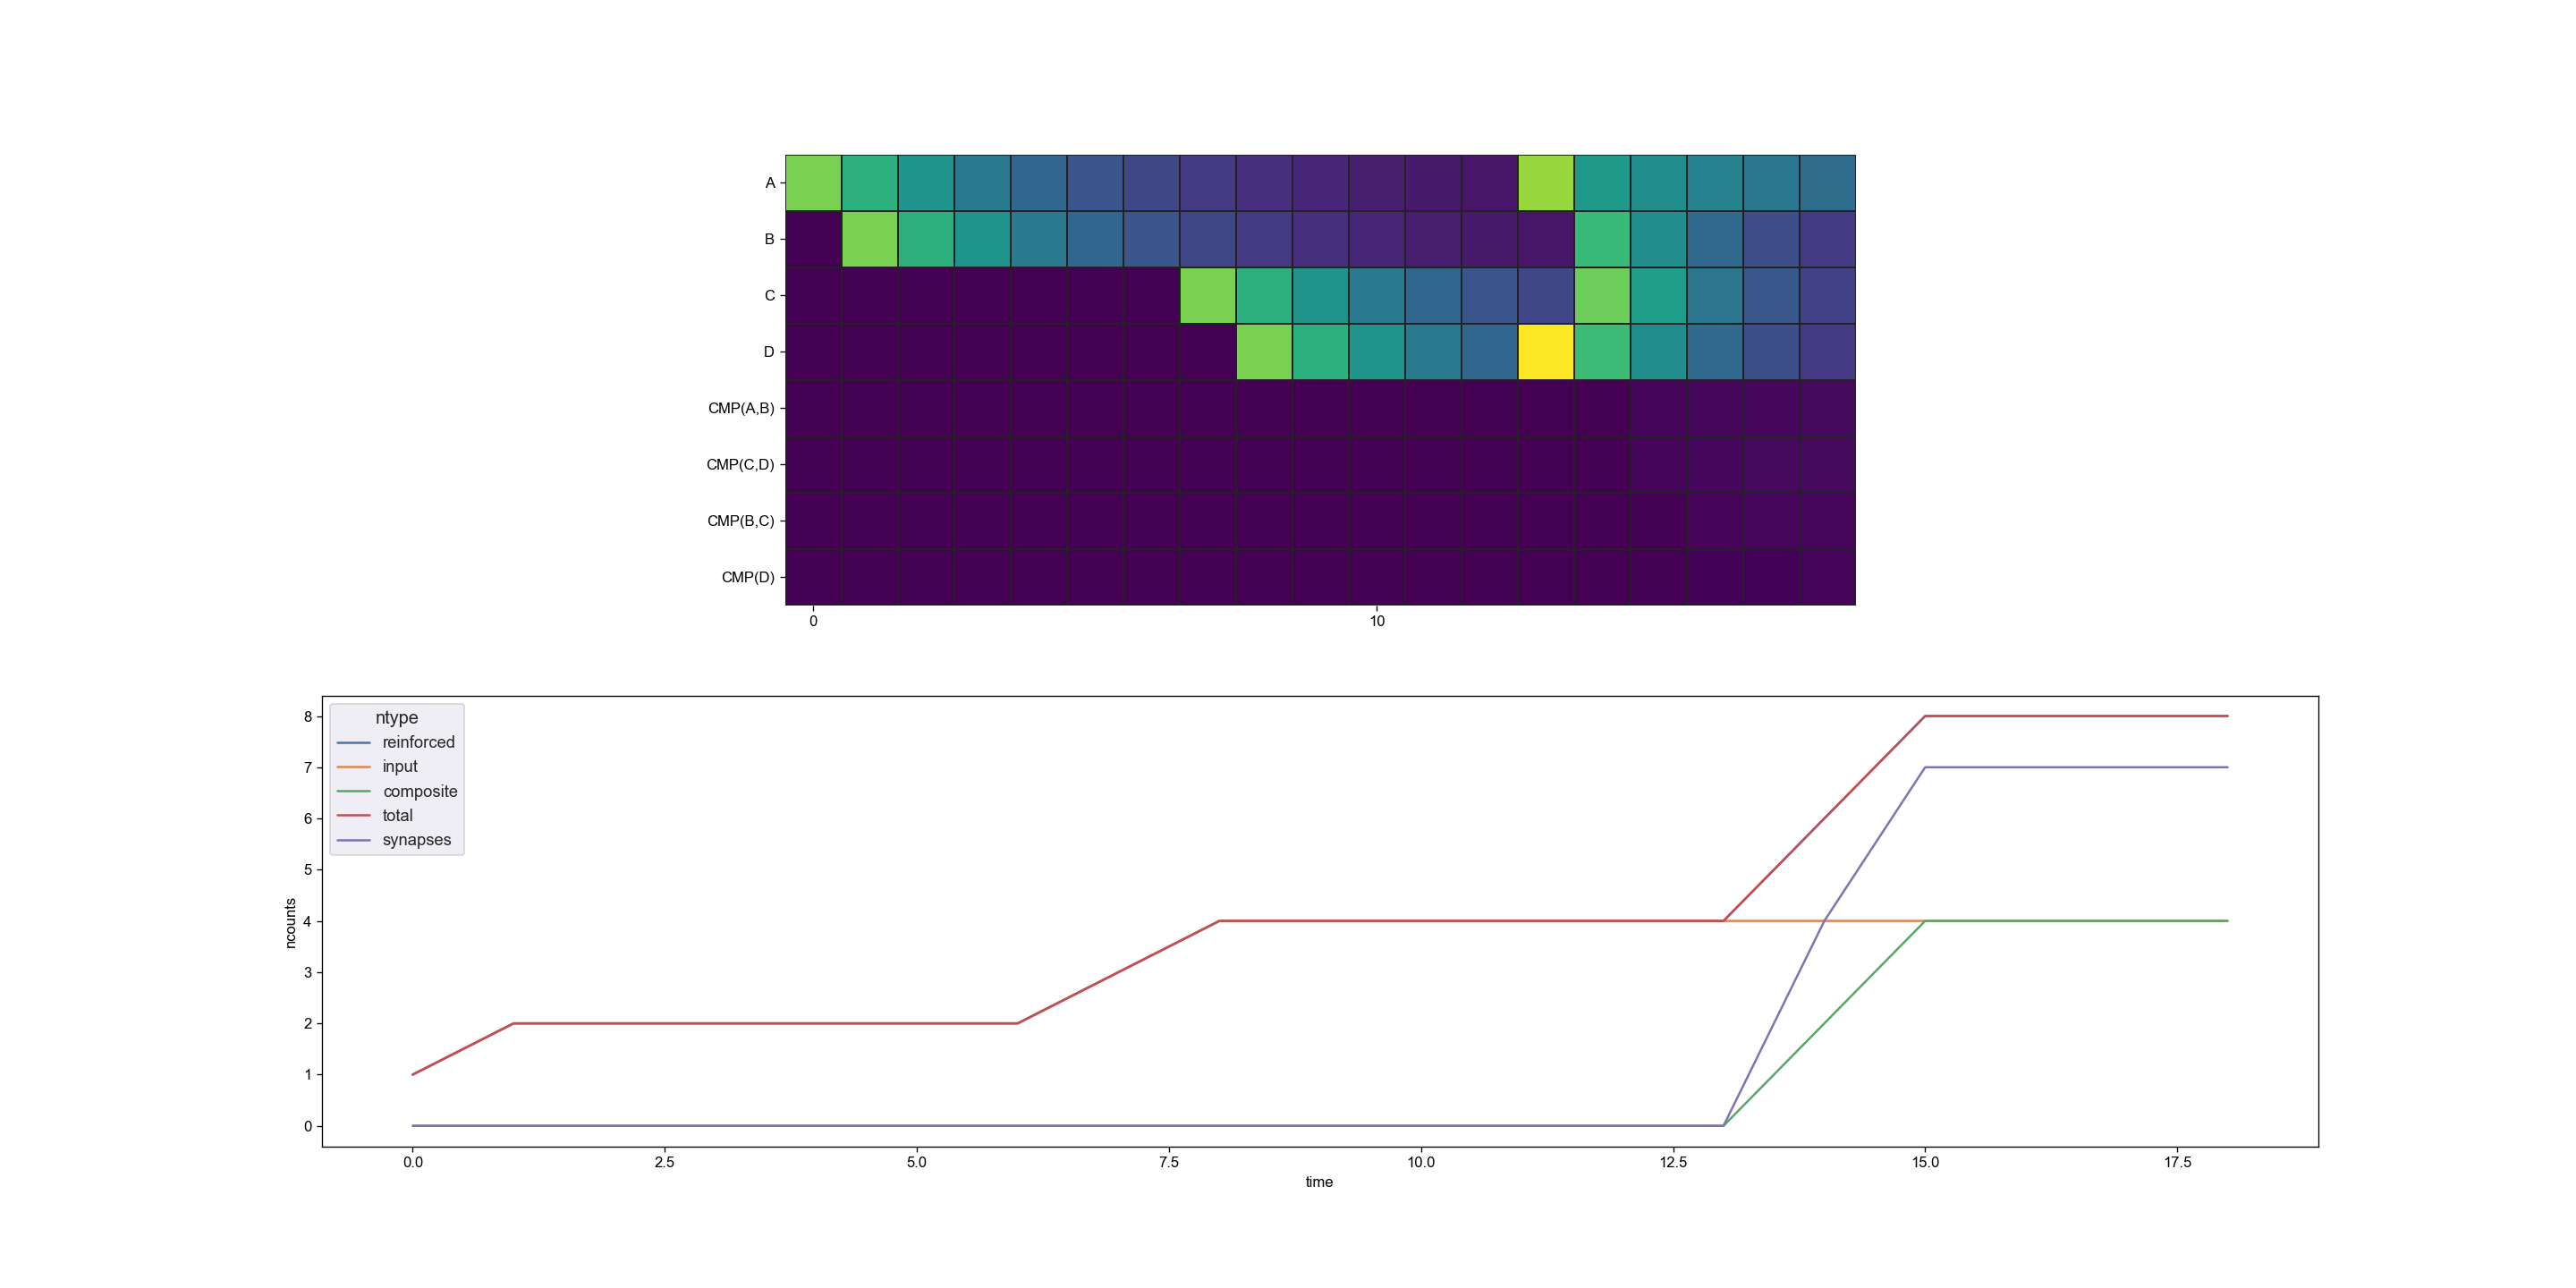 A
B
C
D
CMP(A,B)
CMP(C,D)
CMP(B,C)
CMP(D)
0 10
ntype
reinforced
input
composite
total
synapses
8
7
6
5
4
3
2
1
0
ncounts
0.0 2.5 5.0 7.5 10.0 12.5 15.0 17.5
time